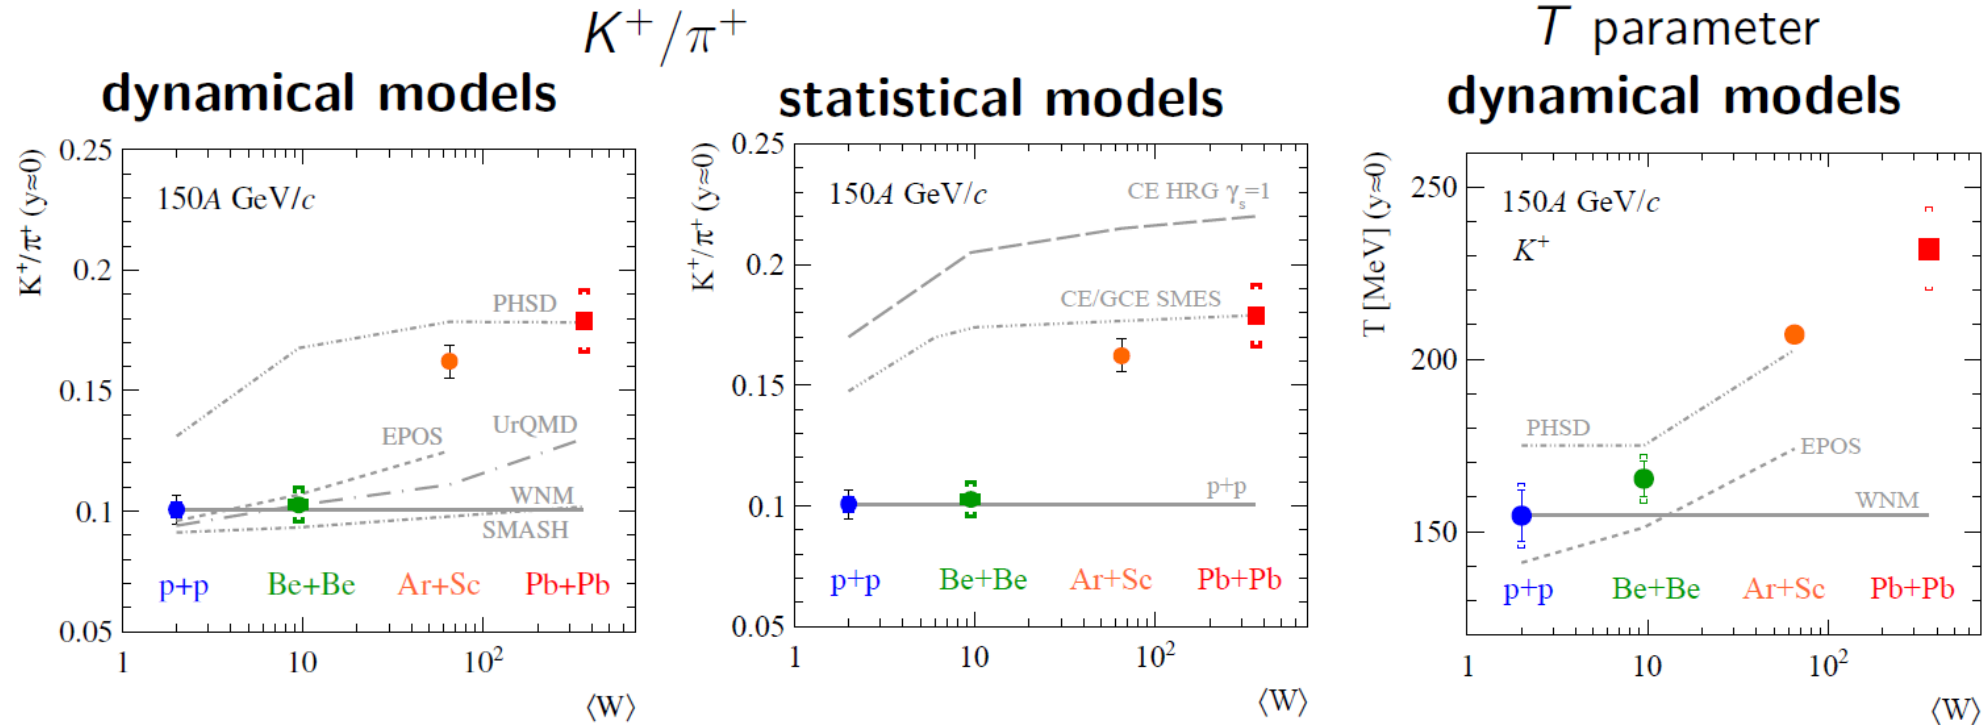 K⁺/π⁺
T parameter
dynamical models
statistical models
dynamical models
K⁺/π⁺ (y≈0)
0.25
0.2
0.15
0.1
0.05
150A GeV/c
PHSD
EPOS
UrQMD
WNM
SMASH
p+p
Be+Be
Ar+Sc
Pb+Pb
1
10
10²
⟨W⟩
K⁺/π⁺ (y≈0)
0.25
0.2
0.15
0.1
0.05
150A GeV/c
CE HRG γₛ=1
CE/GCE SMES
p+p
p+p
Be+Be
Ar+Sc
Pb+Pb
1
10
10²
⟨W⟩
T [MeV] (y≈0)
250
200
150
150A GeV/c
K⁺
PHSD
EPOS
WNM
p+p
Be+Be
Ar+Sc
Pb+Pb
1
10
10²
⟨W⟩